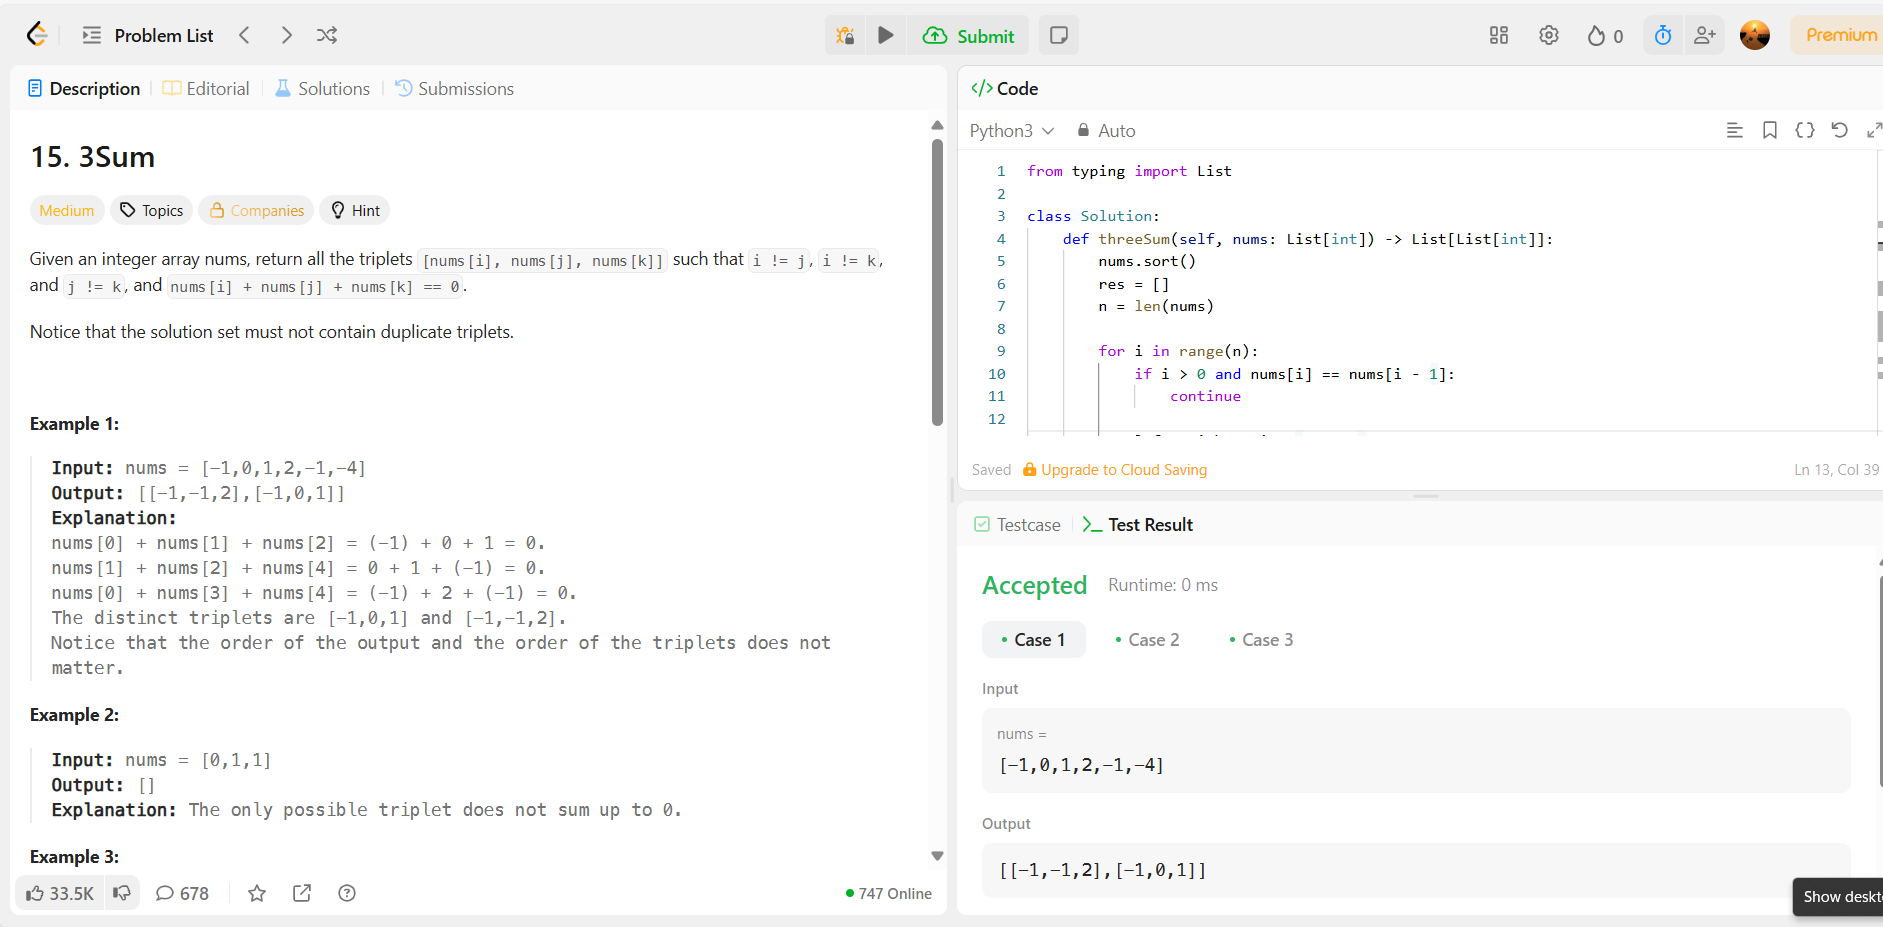 Problem List
Submit
0
Premium
Description
Editorial
Solutions
Submissions
15. 3Sum
Medium
Topics
Companies
Hint
Given an integer array nums, return all the triplets [nums[i], nums[j], nums[k]] such that i != j, i != k,
and j != k, and nums[i] + nums[j] + nums[k] == 0.
Notice that the solution set must not contain duplicate triplets.
Example 1:
Input: nums = [-1,0,1,2,-1,-4]
Output: [[-1,-1,2],[-1,0,1]]
Explanation:
nums[0] + nums[1] + nums[2] = (-1) + 0 + 1 = 0.
nums[1] + nums[2] + nums[4] = 0 + 1 + (-1) = 0.
nums[0] + nums[3] + nums[4] = (-1) + 2 + (-1) = 0.
The distinct triplets are [-1,0,1] and [-1,-1,2].
Notice that the order of the output and the order of the triplets does not
matter.
Example 2:
Input: nums = [0,1,1]
Output: []
Explanation: The only possible triplet does not sum up to 0.
Example 3:
33.5K
678
747 Online
</> Code
Python3
Auto
1 from typing import List
2
3 class Solution:
4 def threeSum(self, nums: List[int]) -> List[List[int]]:
5 nums.sort()
6 res = []
7 n = len(nums)
8
9 for i in range(n):
10 if i > 0 and nums[i] == nums[i - 1]:
11 continue
12
Saved
Upgrade to Cloud Saving
Ln 13, Col 39
Testcase
Test Result
Accepted
Runtime: 0 ms
Case 1
Case 2
Case 3
Input
nums =
[-1,0,1,2,-1,-4]
Output
[[-1,-1,2],[-1,0,1]]
Show deskt